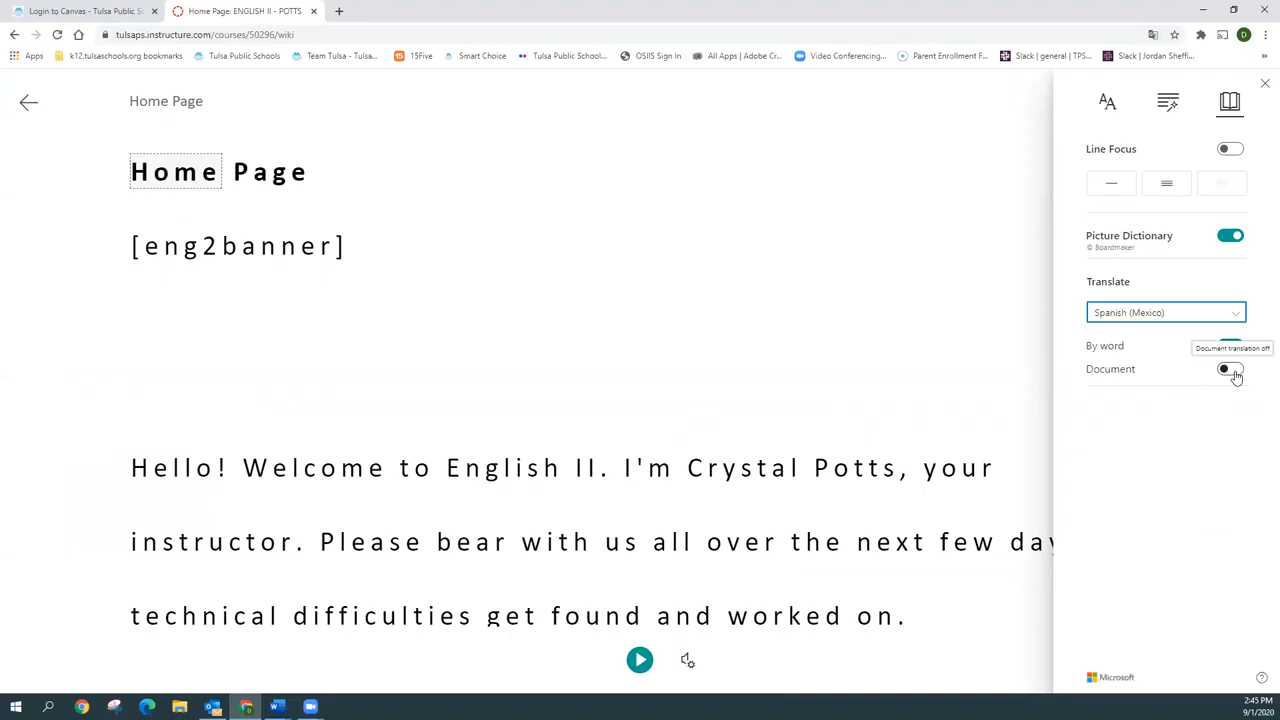 Login to Canvas - Tulsa Public S
Home Page: ENGLISH II - POTTS
tulsaps.instructure.com/courses/50296/wiki
D
Apps
k12.tulsaschools.org bookmarks
Tulsa Public Schools
Team Tulsa - Tulsa...
15Five
Smart Choice
Tulsa Public School...
OSIIS Sign In
All Apps | Adobe Cr...
Video Conferencing...
Parent Enrollment F...
Slack | general | TPS...
Slack | Jordan Sheffi...
Home Page
Home Page
[eng2banner]
Hello! Welcome to English II. I'm Crystal Potts, your
instructor. Please bear with us all over the next few day
technical difficulties get found and worked on.
AA
Line Focus
Picture Dictionary
© Boardmaker
Translate
Spanish (Mexico)
By word
Document translation off
Document
Microsoft
2:45 PM
9/1/2020